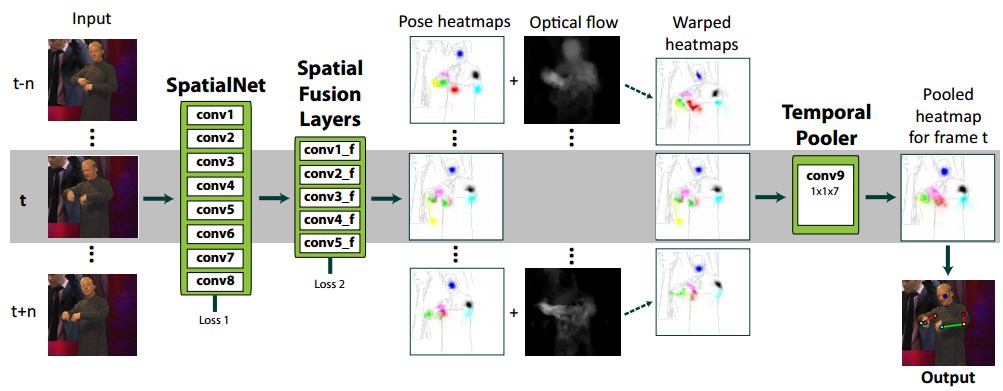 Input
Pose heatmaps
Optical flow
Warped
heatmaps
t-n
SpatialNet
conv1
conv2
conv3
conv4
conv5
conv6
conv7
conv8
Loss 1
Spatial
Fusion
Layers
conv1_f
conv2_f
conv3_f
conv4_f
conv5_f
Loss 2
+
Temporal
Pooler
conv9
1x1x7
Pooled
heatmap
for frame t
t
t+n
+
Output